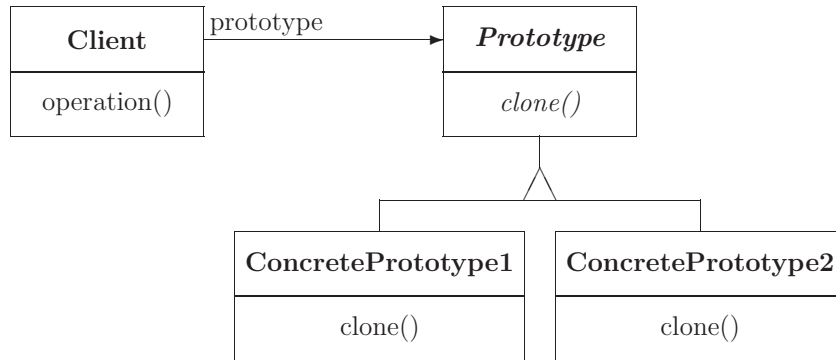 Client
prototype
Prototype
operation()
clone()
ConcretePrototype1
ConcretePrototype2
clone()
clone()